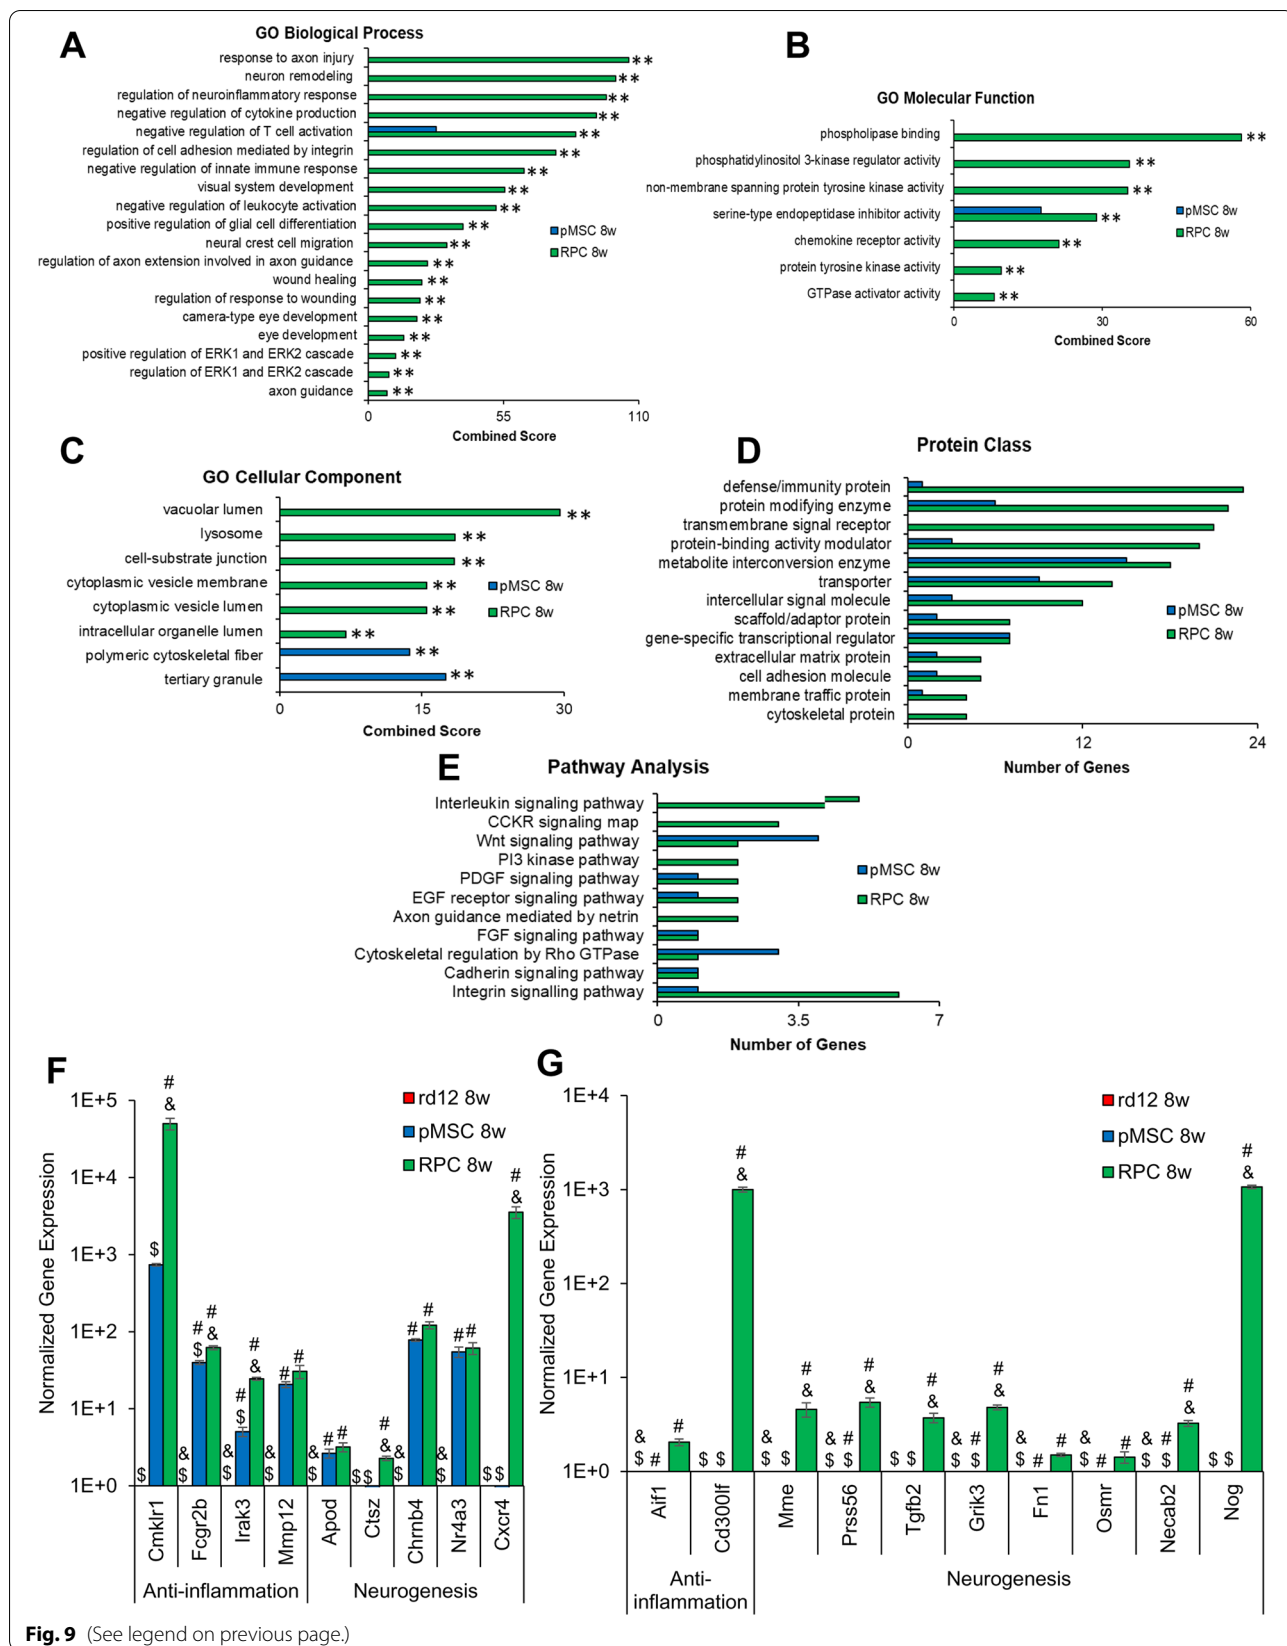 A
GO Biological Process
response to axon injury
**
neuron remodeling
**
regulation of neuroinflammatory response
**
negative regulation of cytokine production
**
negative regulation of T cell activation
**
regulation of cell adhesion mediated by integrin
**
negative regulation of innate immune response
**
visual system development
**
negative regulation of leukocyte activation
**
positive regulation of glial cell differentiation
**
neural crest cell migration
**
regulation of axon extension involved in axon guidance
**
wound healing
**
regulation of response to wounding
**
camera-type eye development
**
eye development
**
positive regulation of ERK1 and ERK2 cascade
**
regulation of ERK1 and ERK2 cascade
**
axon guidance
**
pMSC 8w
RPC 8w
0 55 110
Combined Score
B
GO Molecular Function
phospholipase binding
**
phosphatidylinositol 3-kinase regulator activity
**
non-membrane spanning protein tyrosine kinase activity
**
serine-type endopeptidase inhibitor activity
**
chemokine receptor activity
**
protein tyrosine kinase activity
**
GTPase activator activity
**
pMSC 8w
RPC 8w
0 30 60
Combined Score
C
GO Cellular Component
vacuolar lumen
**
lysosome
**
cell-substrate junction
**
cytoplasmic vesicle membrane
**
cytoplasmic vesicle lumen
**
intracellular organelle lumen
**
polymeric cytoskeletal fiber
**
tertiary granule
**
pMSC 8w
RPC 8w
0 15 30
Combined Score
D
Protein Class
defense/immunity protein
protein modifying enzyme
transmembrane signal receptor
protein-binding activity modulator
metabolite interconversion enzyme
transporter
intercellular signal molecule
scaffold/adaptor protein
gene-specific transcriptional regulator
extracellular matrix protein
cell adhesion molecule
membrane traffic protein
cytoskeletal protein
pMSC 8w
RPC 8w
0 12 24
Number of Genes
E
Pathway Analysis
Interleukin signaling pathway
CCKR signaling map
Wnt signaling pathway
PI3 kinase pathway
PDGF signaling pathway
EGF receptor signaling pathway
Axon guidance mediated by netrin
FGF signaling pathway
Cytoskeletal regulation by Rho GTPase
Cadherin signaling pathway
Integrin signalling pathway
pMSC 8w
RPC 8w
0 3.5 7
Number of Genes
F
Normalized Gene Expression
1E+5
1E+4
1E+3
1E+2
1E+1
1E+0
rd12 8w
pMSC 8w
RPC 8w
#
&
$
# #
$ &
#
# &
$
# #
# #
#
&
# #
# #
#
&
& & & & &
$ $ $ $ $ $$ $ $ $ $
Cmklr1 Fcgr2b Irak3 Mmp12 Apod Ctsz Chrnb4 Nr4a3 Cxcr4
Anti-inflammation Neurogenesis
G
Normalized Gene Expression
1E+4
1E+3
1E+2
1E+1
1E+0
rd12 8w
pMSC 8w
RPC 8w
& #
$ #
#
&
$ $
& #
$ $ &
& # #
$ # &
#
$ $ &
& # #
$ # &
& #
$ #
& #
$ #
& # #
$ $ &
#
&
$ $
Aif1 Cd300lf Mme Prss56 Tgfb2 Grik3 Fn1 Osmr Necab2 Nog
Anti-
inflammation
Neurogenesis
Fig. 9 (See legend on previous page.)